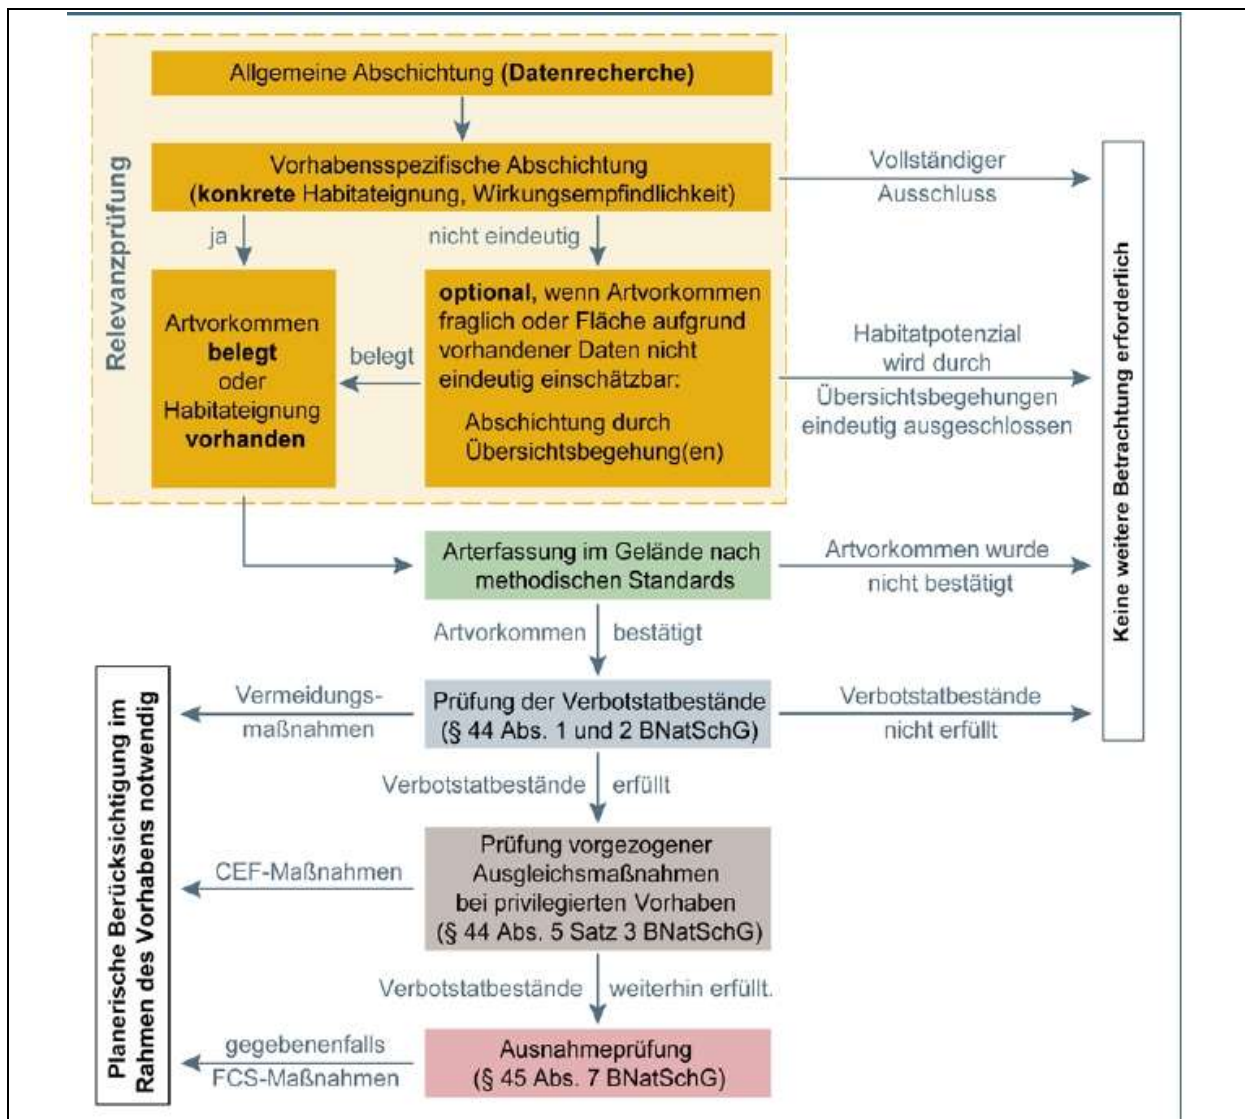 Relevanzprüfung
Allgemeine Abschichtung (Datenrecherche)
Vorhabensspezifische Abschichtung
(konkrete Habitateignung, Wirkungsempfindlichkeit)
Vollständiger
Ausschluss
ja
nicht eindeutig
Artvorkommen
belegt
oder
Habitateignung
vorhanden
belegt
optional, wenn Artvorkommen
fraglich oder Fläche aufgrund
vorhandener Daten nicht
eindeutig einschätzbar:
Abschichtung durch
Übersichtsbegehung(en)
Habitatpotenzial
wird durch
Übersichtsbegehungen
eindeutig ausgeschlossen
Keine weitere Betrachtung erforderlich
Arterfassung im Gelände nach
methodischen Standards
Artvorkommen wurde
nicht bestätigt
Artvorkommen bestätigt
Planerische Berücksichtigung im
Rahmen des Vorhabens notwendig
Vermeidungs-
maßnahmen
Prüfung der Verbotstatbestände
(§ 44 Abs. 1 und 2 BNatSchG)
Verbotstatbestände
nicht erfüllt
Verbotstatbestände erfüllt
CEF-Maßnahmen
Prüfung vorgezogener
Ausgleichsmaßnahmen
bei privilegierten Vorhaben
(§ 44 Abs. 5 Satz 3 BNatSchG)
Verbotstatbestände weiterhin erfüllt.
gegebenenfalls
FCS-Maßnahmen
Ausnahmeprüfung
(§ 45 Abs. 7 BNatSchG)